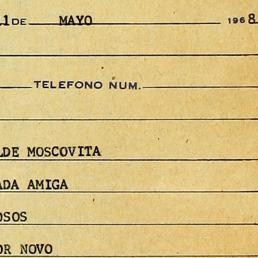 1 DE MAYO 1968
TELEFONO NUM.
DE MOSCOVITA
ADA AMIGA
OSOS
OR NOVO